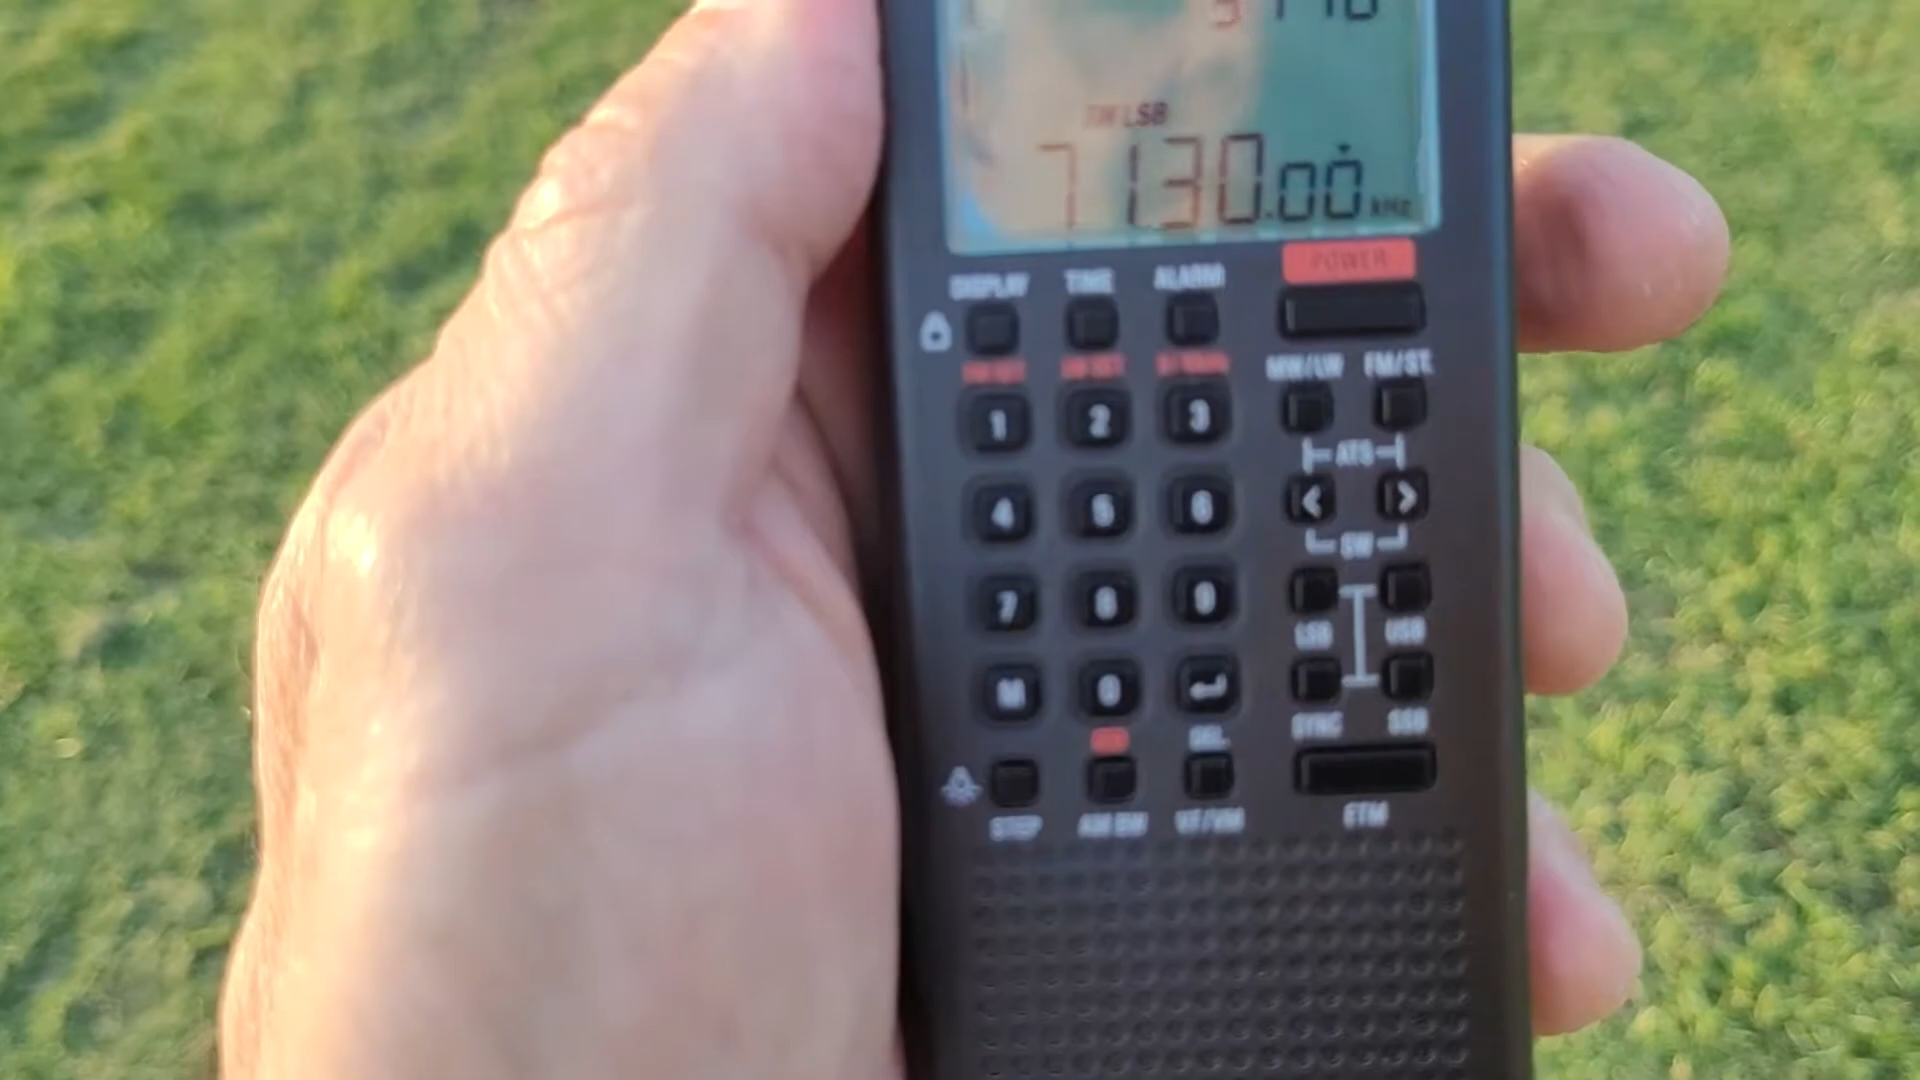 LSB
7130.00 kHz
POWER
DISPLAY TIME ALARM
MW/LW FM/ST.
1 2 3
ATS
4 5 6 < >
SW
7 8 9
LSB USB
M 0
SYNC SSB
DEL
STEP AM BW VF/VM ETM